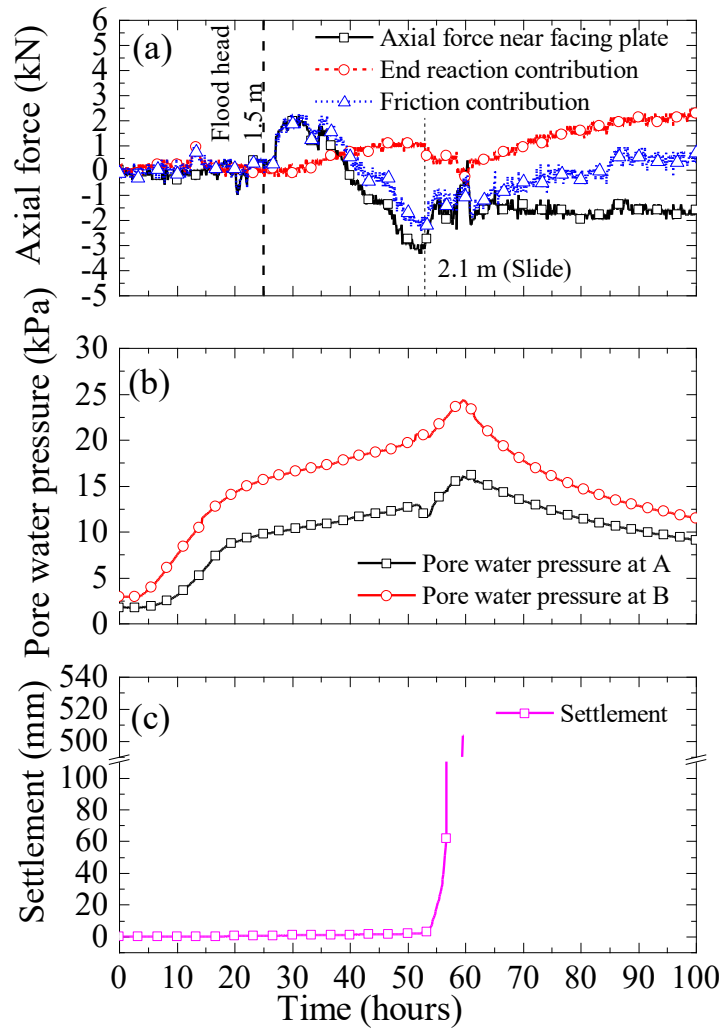 (a)
Axial force near facing plate
End reaction contribution
Friction contribution
Flood head
1.5 m
2.1 m (Slide)
Axial force (kN)
6
5
4
3
2
1
0
-1
-2
-3
-4
-5
(b)
Pore water pressure (kPa)
30
25
20
15
10
5
0
Pore water pressure at A
Pore water pressure at B
(c)
Settlement
Settlement (mm)
540
520
500
100
80
60
40
20
0
0 10 20 30 40 50 60 70 80 90 100
Time (hours)